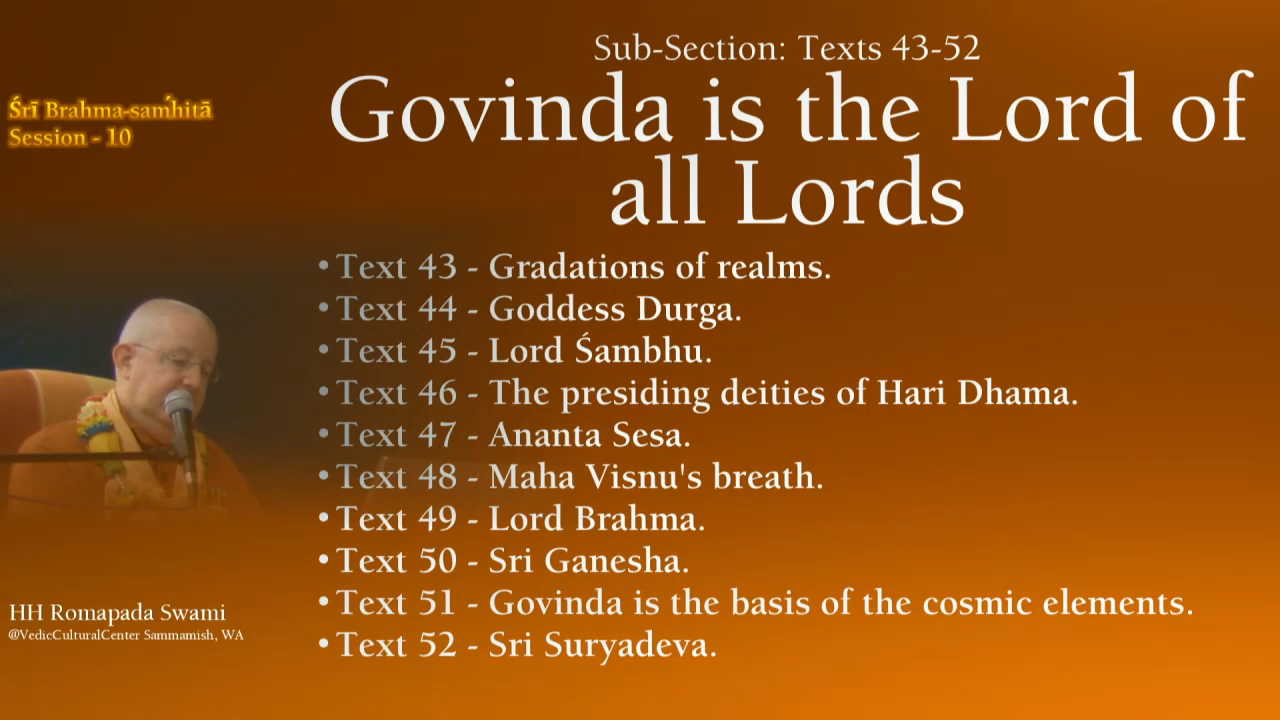 Śrī Brahma-saṁhitā
Session - 10
Sub-Section: Texts 43-52
Govinda is the Lord of
all Lords
• Text 43 - Gradations of realms.
• Text 44 - Goddess Durga.
• Text 45 - Lord Śambhu.
• Text 46 - The presiding deities of Hari Dhama.
• Text 47 - Ananta Sesa.
• Text 48 - Maha Visnu's breath.
• Text 49 - Lord Brahma.
• Text 50 - Sri Ganesha.
• Text 51 - Govinda is the basis of the cosmic elements.
• Text 52 - Sri Suryadeva.
HH Romapada Swami
@VedicCulturalCenter Sammamish, WA